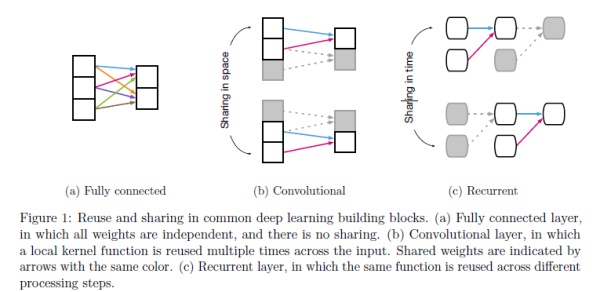 Sharing in space
Sharing in time
(a) Fully connected
(b) Convolutional
(c) Recurrent
Figure 1: Reuse and sharing in common deep learning building blocks. (a) Fully connected layer,
in which all weights are independent, and there is no sharing. (b) Convolutional layer, in which
a local kernel function is reused multiple times across the input. Shared weights are indicated by
arrows with the same color. (c) Recurrent layer, in which the same function is reused across different
processing steps.